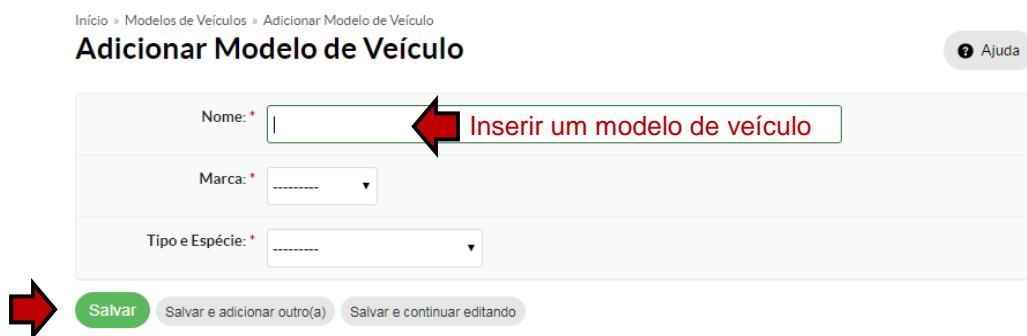 Início » Modelos de Veículos » Adicionar Modelo de Veículo
Adicionar Modelo de Veículo
Ajuda
Nome: *
Inserir um modelo de veículo
Marca: *
---------
Tipo e Espécie: *
---------
Salvar
Salvar e adicionar outro(a)
Salvar e continuar editando